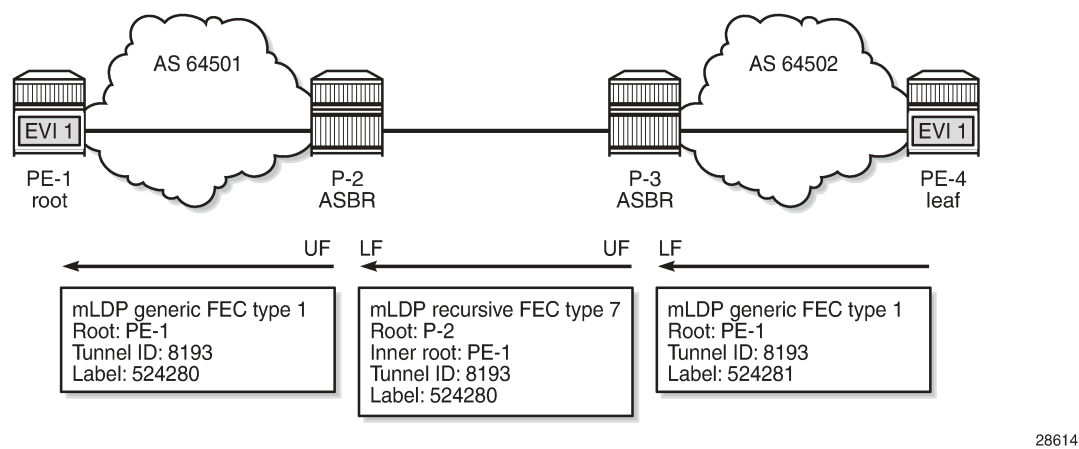 AS 64501
AS 64502
EVI 1
EVI 1
PE-1
root
P-2
ASBR
P-3
ASBR
PE-4
leaf
UF
LF
UF
LF
mLDP generic FEC type 1
Root: PE-1
Tunnel ID: 8193
Label: 524280
mLDP recursive FEC type 7
Root: P-2
Inner root: PE-1
Tunnel ID: 8193
Label: 524280
mLDP generic FEC type 1
Root: PE-1
Tunnel ID: 8193
Label: 524281
28614